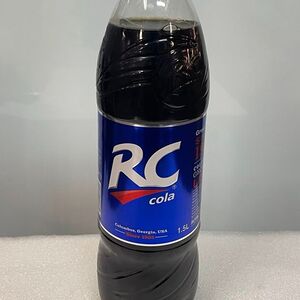 RC
®
cola
Columbus, Georgia, USA
Since 1905
1.5L